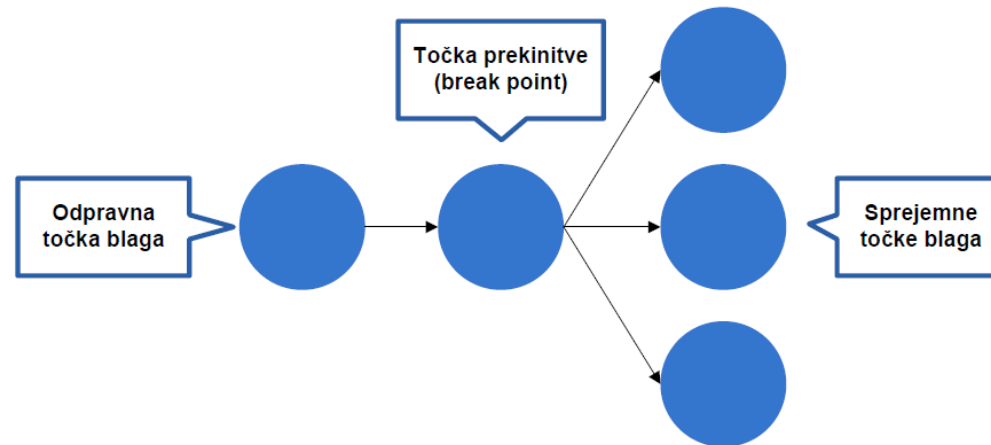 Točka prekinitve
(break point)
Odpravna
točka blaga
Sprejemne
točke blaga